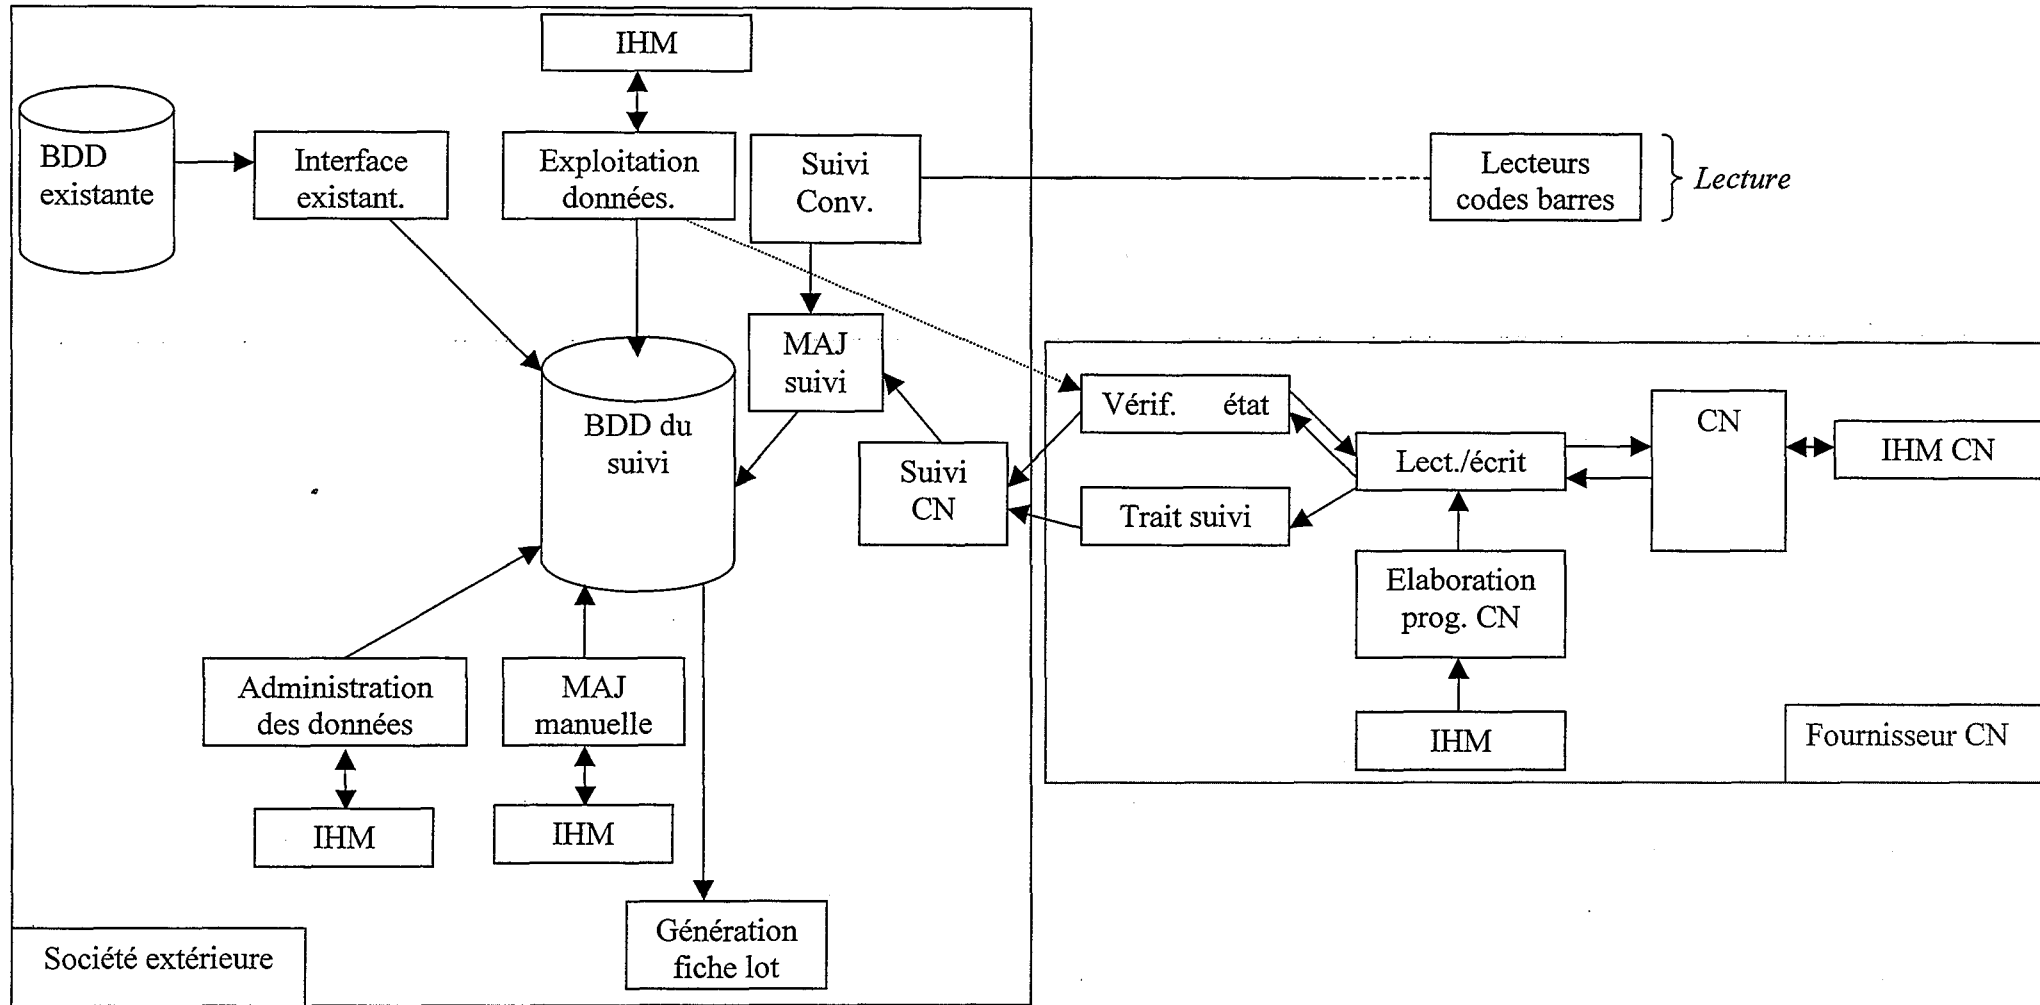 IHM
BDD
existante
Interface
existant.
Exploitation
données.
Suivi
Conv.
Lecteurs
codes barres
Lecture
MAJ
suivi
BDD du
suivi
Suivi
CN
Vérif. état
Trait suivi
Lect./écrit
CN
IHM CN
Elaboration
prog. CN
IHM
Fournisseur CN
Administration
des données
MAJ
manuelle
IHM
IHM
Génération
fiche lot
Société extérieure